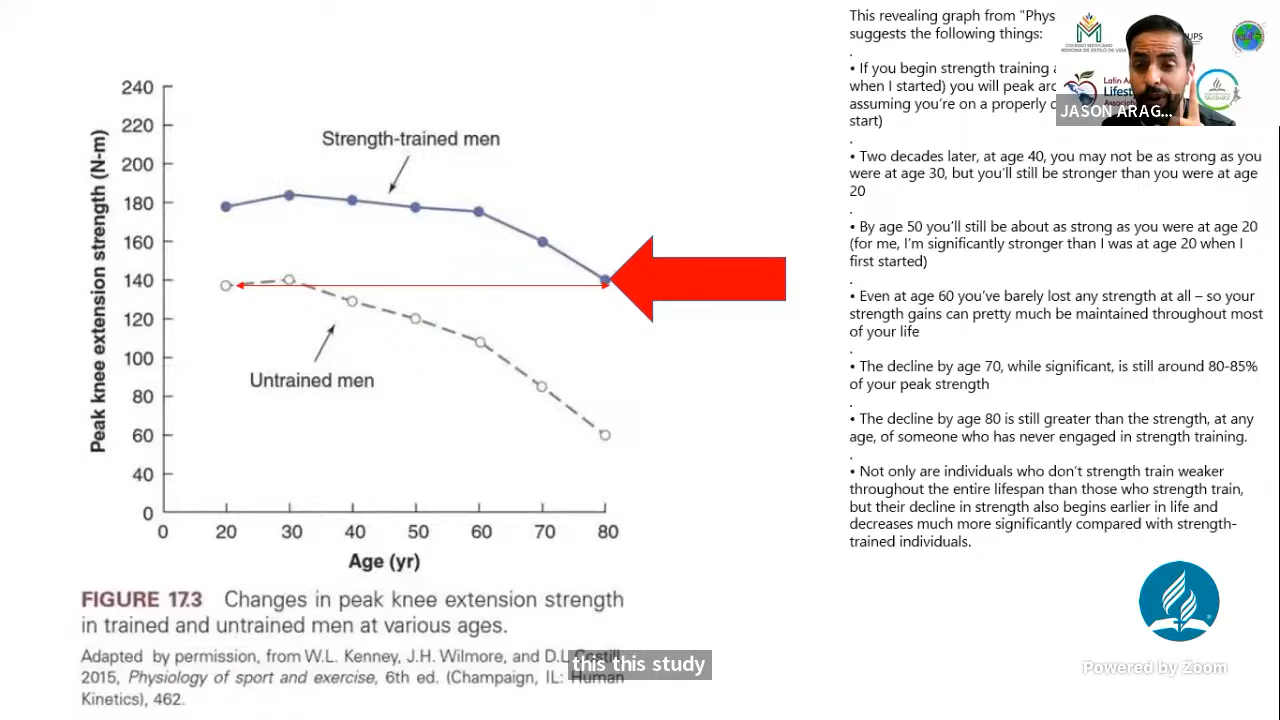 240
220
200
180
160
140
120
100
80
60
40
0
Peak knee extension strength (N-m)
Strength-trained men
Untrained men
0 20 30 40 50 60 70 80
Age (yr)
FIGURE 17.3 Changes in peak knee extension strength
in trained and untrained men at various ages.
Adapted by permission, from W.L. Kenney, J.H. Wilmore, and D.L.
2015, Physiology of sport and exercise, 6th ed. (Champaign, IL: Human
Kinetics), 462.
this this study
This revealing graph from "Phys
suggests the following things:
.
• If you begin strength training
when I started) you will peak
assuming you're on a properly
start)
.
• Two decades later, at age 40, you may not be as strong as you
were at age 30, but you'll still be stronger than you were at age
20
.
• By age 50 you'll still be about as strong as you were at age 20
(for me, I'm significantly stronger than I was at age 20 when I
first started)
.
• Even at age 60 you've barely lost any strength at all – so your
strength gains can pretty much be maintained throughout most
of your life
.
• The decline by age 70, while significant, is still around 80-85%
of your peak strength
.
• The decline by age 80 is still greater than the strength, at any
age, of someone who has never engaged in strength training.
.
• Not only are individuals who don't strength train weaker
throughout the entire lifespan than those who strength train,
but their decline in strength also begins earlier in life and
decreases much more significantly compared with strength-
trained individuals.
JASON ARAG...
Powered by Zoom